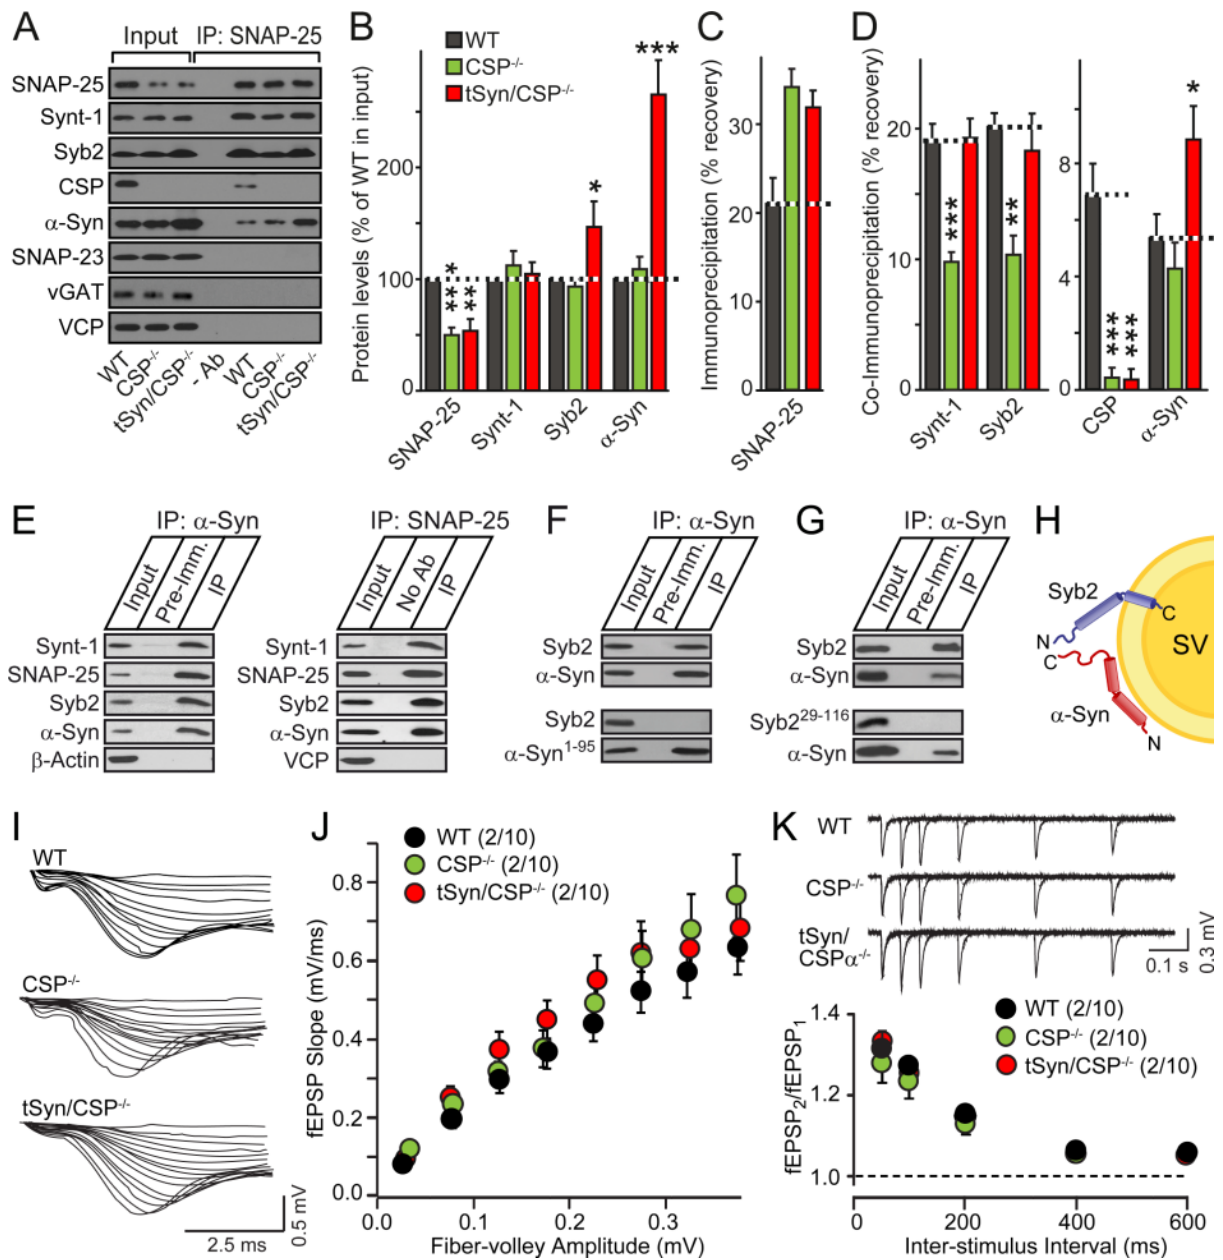 A
Input IP: SNAP-25
SNAP-25
Synt-1
Syb2
CSP
α-Syn
SNAP-23
vGAT
VCP
WT
CSP-/-
tSyn/CSP-/-
- Ab
WT
CSP-/-
tSyn/CSP-/-
B
WT
CSP-/-
tSyn/CSP-/-
Protein levels (% of WT in input)
200
100
0
***
**
*
***
SNAP-25
Synt-1
Syb2
α-Syn
C
Immunoprecipitation (% recovery)
30
20
10
0
SNAP-25
D
Co-Immunoprecipitation (% recovery)
20
10
0
***
**
Synt-1
Syb2
8
4
0
***
***
*
CSP
α-Syn
E
IP: α-Syn
Input
Pre-Imm.
IP
Synt-1
SNAP-25
Syb2
α-Syn
β-Actin
IP: SNAP-25
Input
No Ab
IP
Synt-1
SNAP-25
Syb2
α-Syn
VCP
F
IP: α-Syn
Input
Pre-Imm.
IP
Syb2
α-Syn
Syb2
α-Syn1-95
G
IP: α-Syn
Input
Pre-Imm.
IP
Syb2
α-Syn
Syb229-116
α-Syn
H
Syb2
C
N
C
SV
α-Syn
N
I
WT
CSP-/-
tSyn/CSP-/-
0.5 mV
2.5 ms
J
WT (2/10)
CSP-/- (2/10)
tSyn/CSP-/- (2/10)
fEPSP Slope (mV/ms)
0.8
0.6
0.4
0.2
0.0
0.0 0.1 0.2 0.3
Fiber-volley Amplitude (mV)
K
WT
CSP-/-
tSyn/
CSPα-/-
0.1 s
0.3 mV
WT (2/10)
CSP-/- (2/10)
tSyn/CSP-/- (2/10)
fEPSP2/fEPSP1
1.4
1.2
1.0
0 200 400 600
Inter-stimulus Interval (ms)